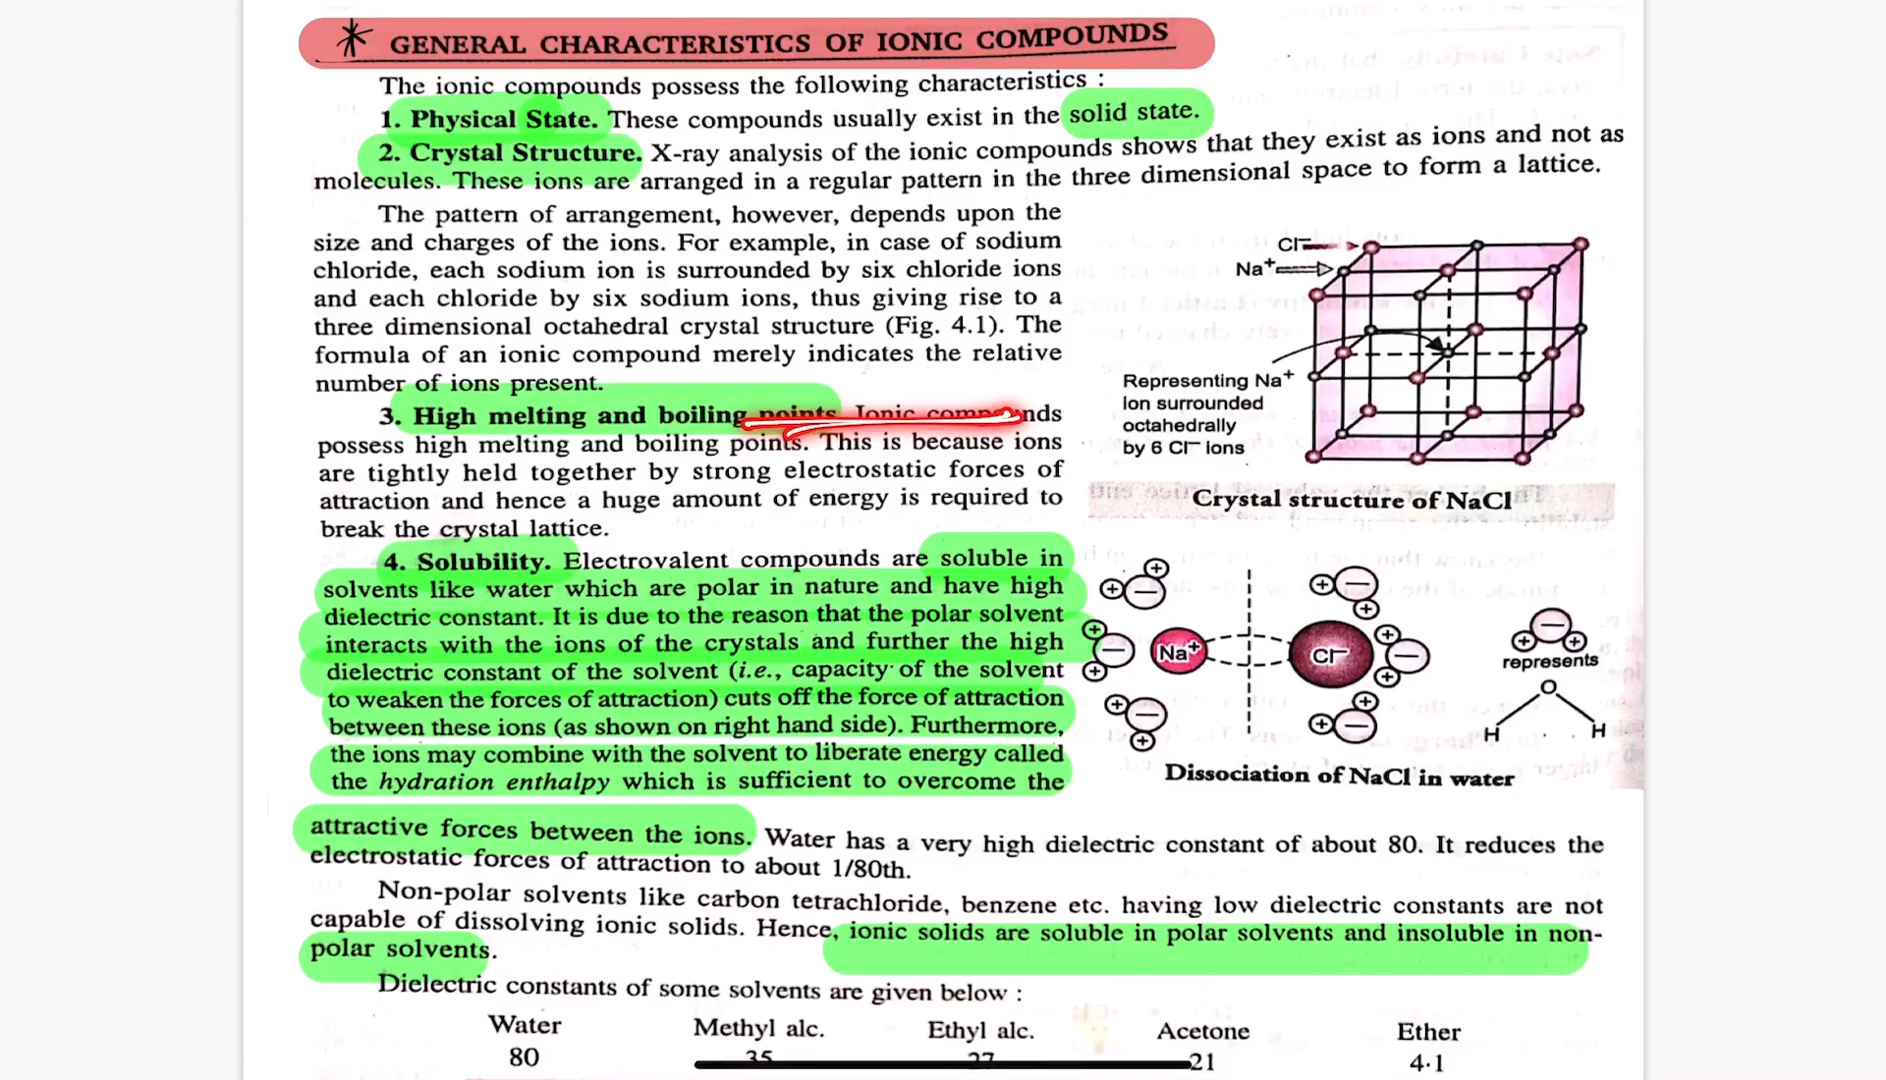 GENERAL CHARACTERISTICS OF IONIC COMPOUNDS
The ionic compounds possess the following characteristics :
1. Physical State. These compounds usually exist in the solid state.
2. Crystal Structure. X-ray analysis of the ionic compounds shows that they exist as ions and not as
molecules. These ions are arranged in a regular pattern in the three dimensional space to form a lattice.
The pattern of arrangement, however, depends upon the
size and charges of the ions. For example, in case of sodium
chloride, each sodium ion is surrounded by six chloride ions
and each chloride by six sodium ions, thus giving rise to a
three dimensional octahedral crystal structure (Fig. 4.1). The
formula of an ionic compound merely indicates the relative
number of ions present.
3. High melting and boiling points. Ionic compounds
possess high melting and boiling points. This is because ions
are tightly held together by strong electrostatic forces of
attraction and hence a huge amount of energy is required to
break the crystal lattice.
Cl⁻
Na⁺
Representing Na⁺
Ion surrounded
octahedrally
by 6 Cl⁻ ions
Crystal structure of NaCl
4. Solubility. Electrovalent compounds are soluble in
solvents like water which are polar in nature and have high
dielectric constant. It is due to the reason that the polar solvent
interacts with the ions of the crystals and further the high
dielectric constant of the solvent (i.e., capacity of the solvent
to weaken the forces of attraction) cuts off the force of attraction
between these ions (as shown on right hand side). Furthermore,
the ions may combine with the solvent to liberate energy called
the hydration enthalpy which is sufficient to overcome the
Na⁺
Cl⁻
represents
O
H H
Dissociation of NaCl in water
attractive forces between the ions. Water has a very high dielectric constant of about 80. It reduces the
electrostatic forces of attraction to about 1/80th.
Non-polar solvents like carbon tetrachloride, benzene etc. having low dielectric constants are not
capable of dissolving ionic solids. Hence, ionic solids are soluble in polar solvents and insoluble in non-
polar solvents.
Dielectric constants of some solvents are given below :
Water Methyl alc. Ethyl alc. Acetone Ether
80 35 27 21 4·1